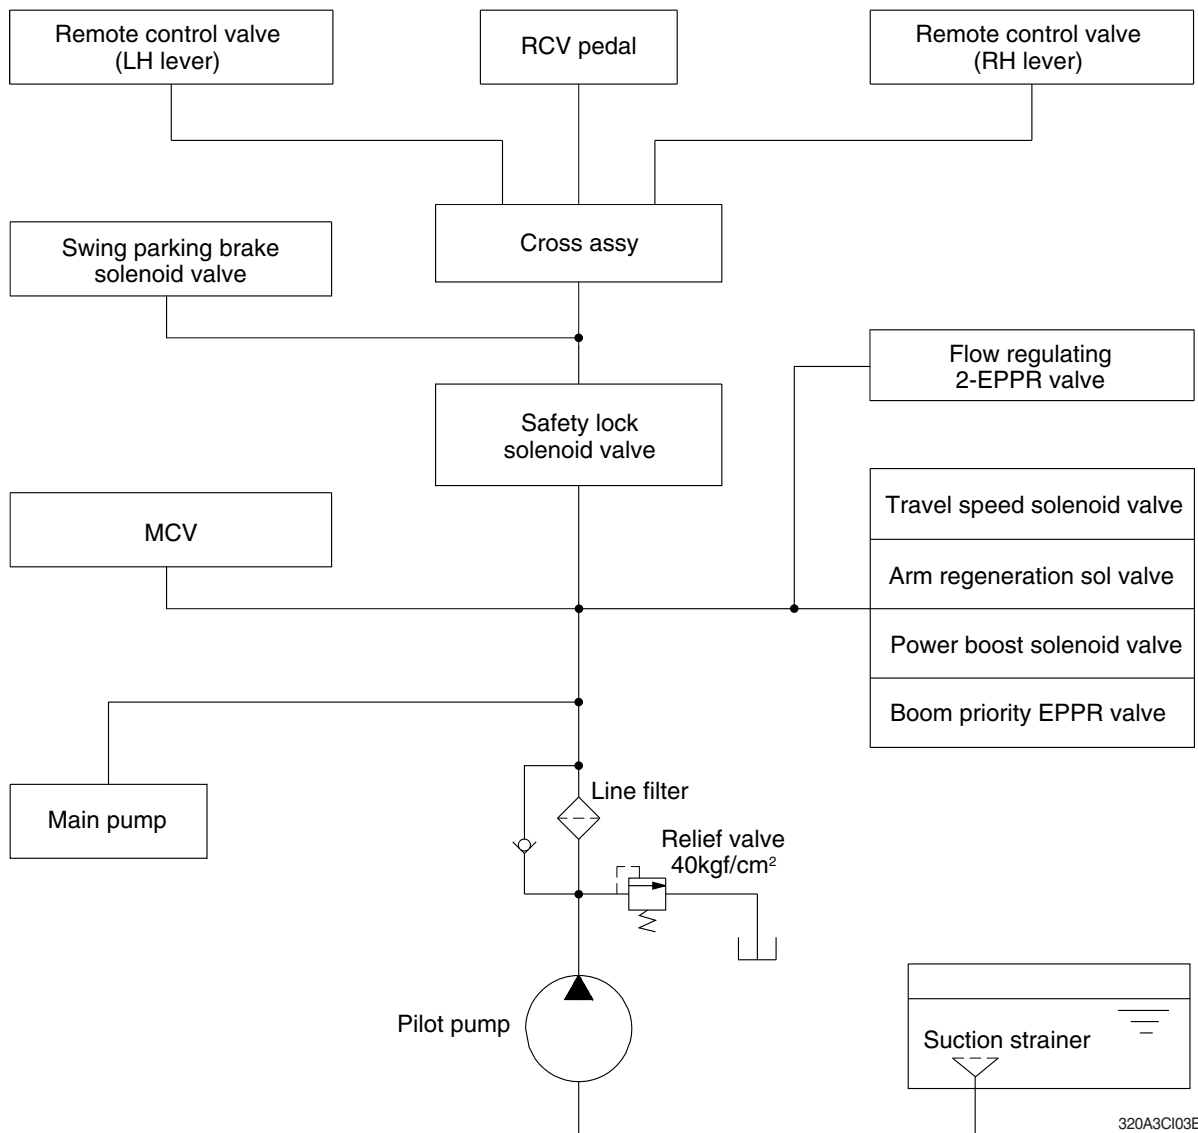 Remote control valve
(LH lever)
RCV pedal
Remote control valve
(RH lever)
Cross assy
Swing parking brake
solenoid valve
Flow regulating
2-EPPR valve
Safety lock
solenoid valve
Travel speed solenoid valve
MCV
Arm regeneration sol valve
Power boost solenoid valve
Boom priority EPPR valve
Main pump
Line filter
Relief valve
40kgf/cm²
Pilot pump
Suction strainer
320A3CI03E